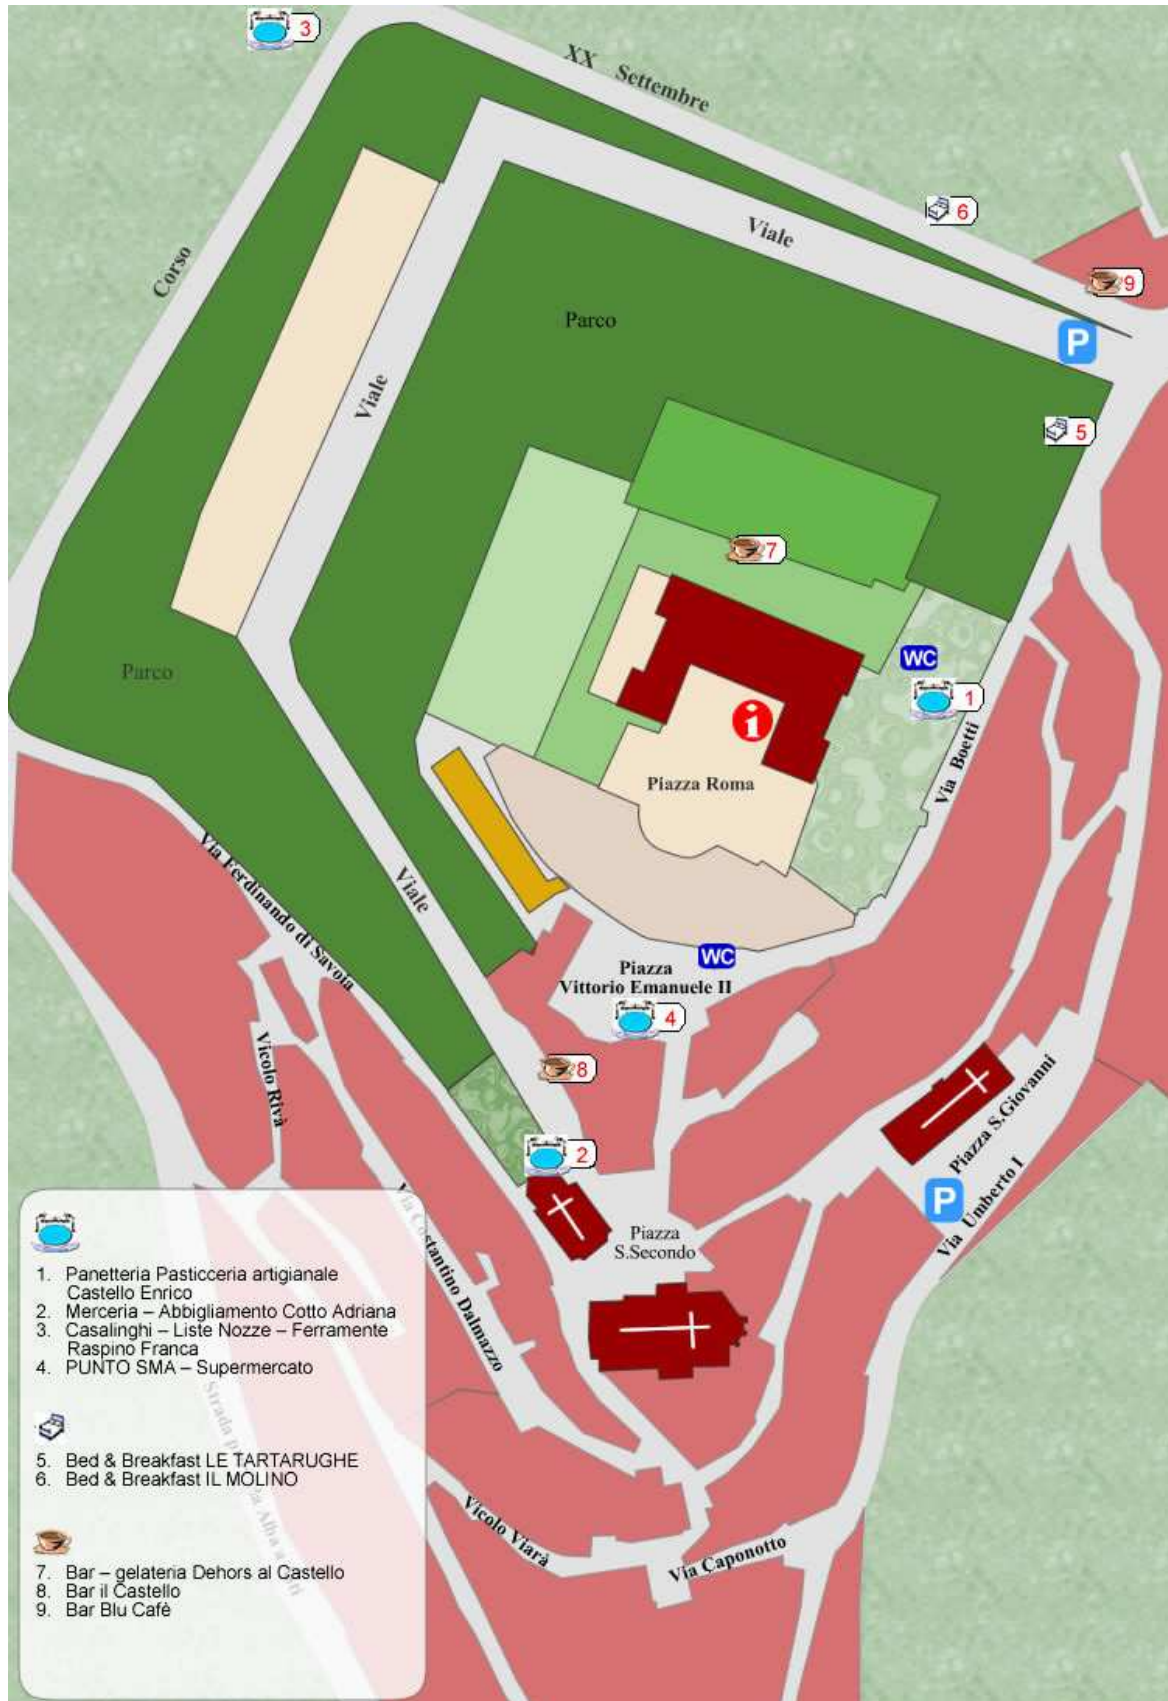 3
XX Settembre
6
Viale
9
Corso
P
Parco
Viale
5
7
WC
Parco
1
i
Via Boetti
Piazza Roma
Via Ferdinando di Savoia
Viale
WC
Piazza
Vittorio Emanuele II
4
Vicolo Rivà
8
Piazza S.Giovanni
2
P
Via Umberto I
Via Costantino Dalmazzo
Piazza
S.Secondo
1. Panetteria Pasticceria artigianale
Castello Enrico
2. Merceria – Abbigliamento Cotto Adriana
3. Casalinghi – Liste Nozze – Ferramente
Raspino Franca
4. PUNTO SMA – Supermercato
Strada
Alba
5. Bed & Breakfast LE TARTARUGHE
6. Bed & Breakfast IL MOLINO
Vicolo Viarà
Via Caponotto
7. Bar – gelateria Dehors al Castello
8. Bar il Castello
9. Bar Blu Cafè